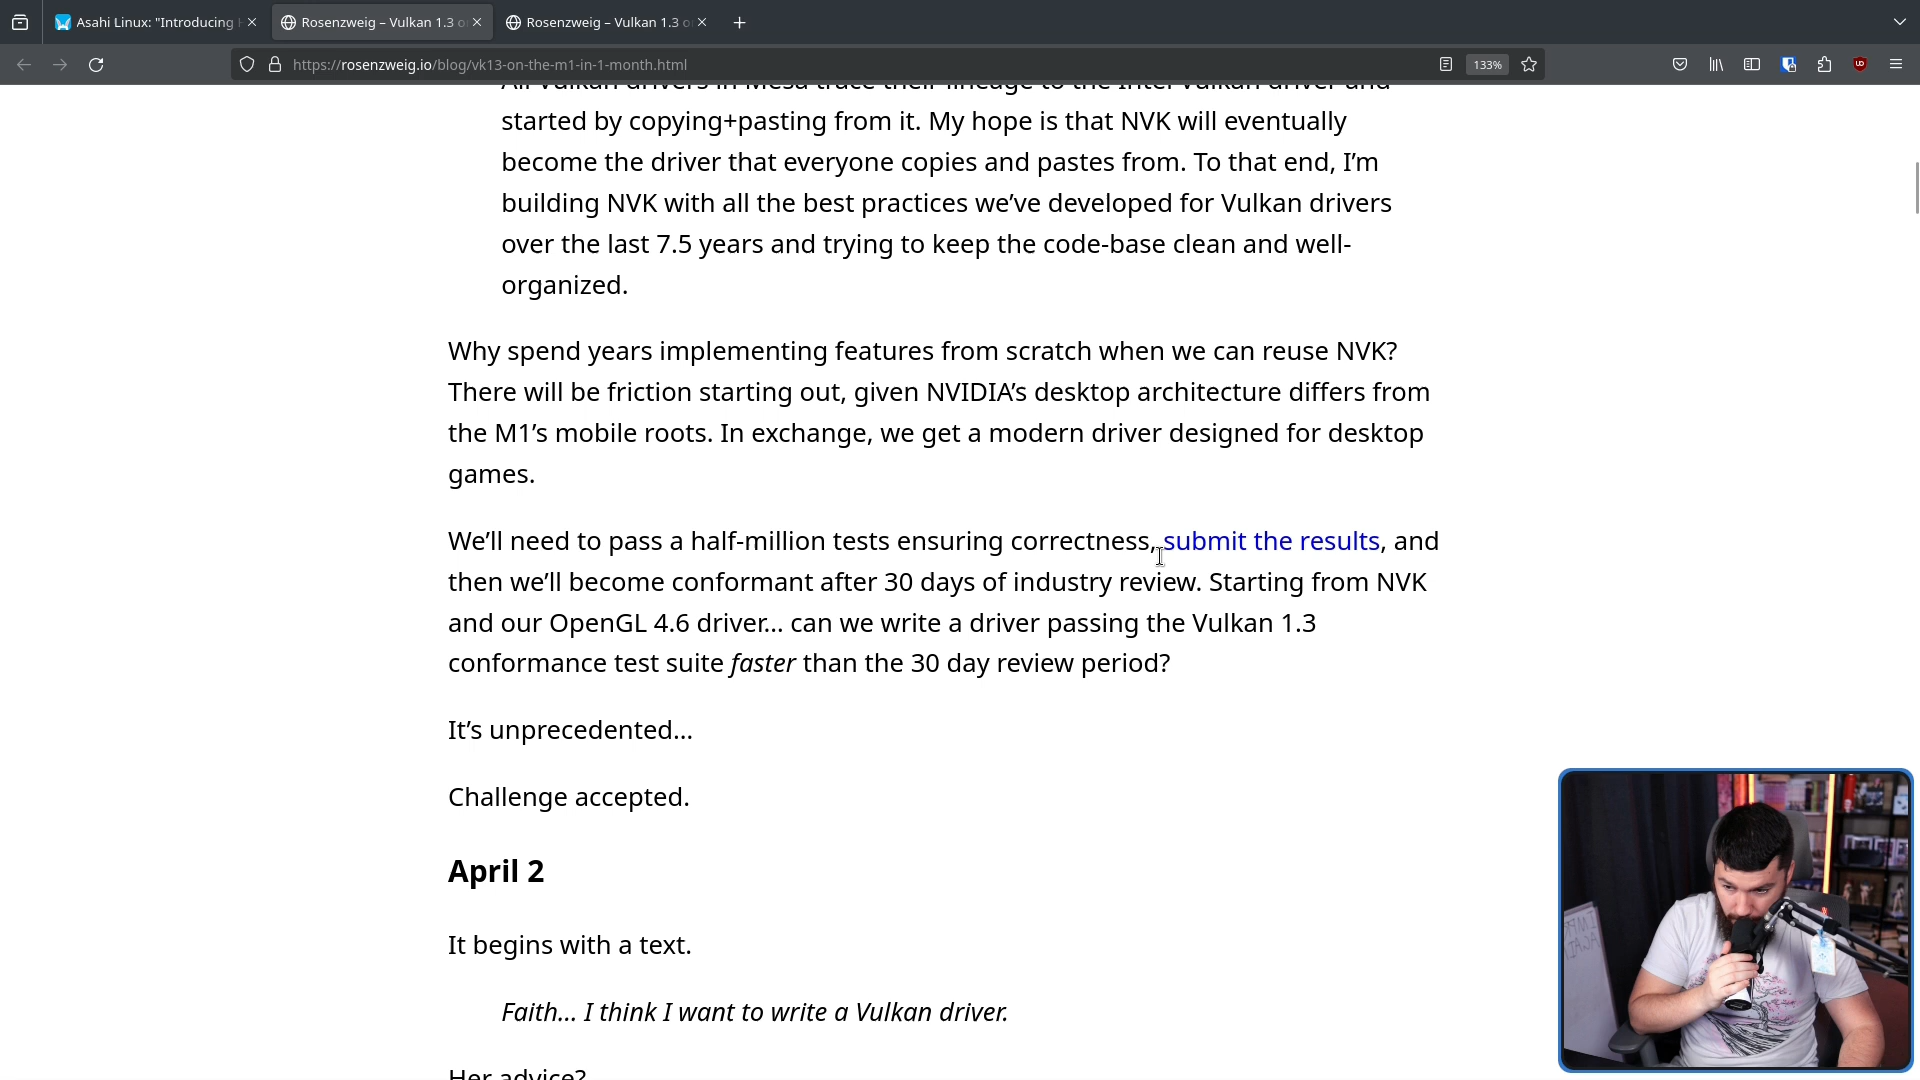 Asahi Linux: "Introducing
Rosenzweig – Vulkan 1.3 o
Rosenzweig – Vulkan 1.3 o
https://rosenzweig.io/blog/vk13-on-the-m1-in-1-month.html
133%
All Vulkan drivers in Mesa trace their lineage to the Intel Vulkan driver and
started by copying+pasting from it. My hope is that NVK will eventually
become the driver that everyone copies and pastes from. To that end, I’m
building NVK with all the best practices we’ve developed for Vulkan drivers
over the last 7.5 years and trying to keep the code-base clean and well-
organized.
Why spend years implementing features from scratch when we can reuse NVK?
There will be friction starting out, given NVIDIA’s desktop architecture differs from
the M1’s mobile roots. In exchange, we get a modern driver designed for desktop
games.
We’ll need to pass a half-million tests ensuring correctness, submit the results, and
then we’ll become conformant after 30 days of industry review. Starting from NVK
and our OpenGL 4.6 driver… can we write a driver passing the Vulkan 1.3
conformance test suite faster than the 30 day review period?
It’s unprecedented…
Challenge accepted.
April 2
It begins with a text.
Faith… I think I want to write a Vulkan driver.
Her advice?